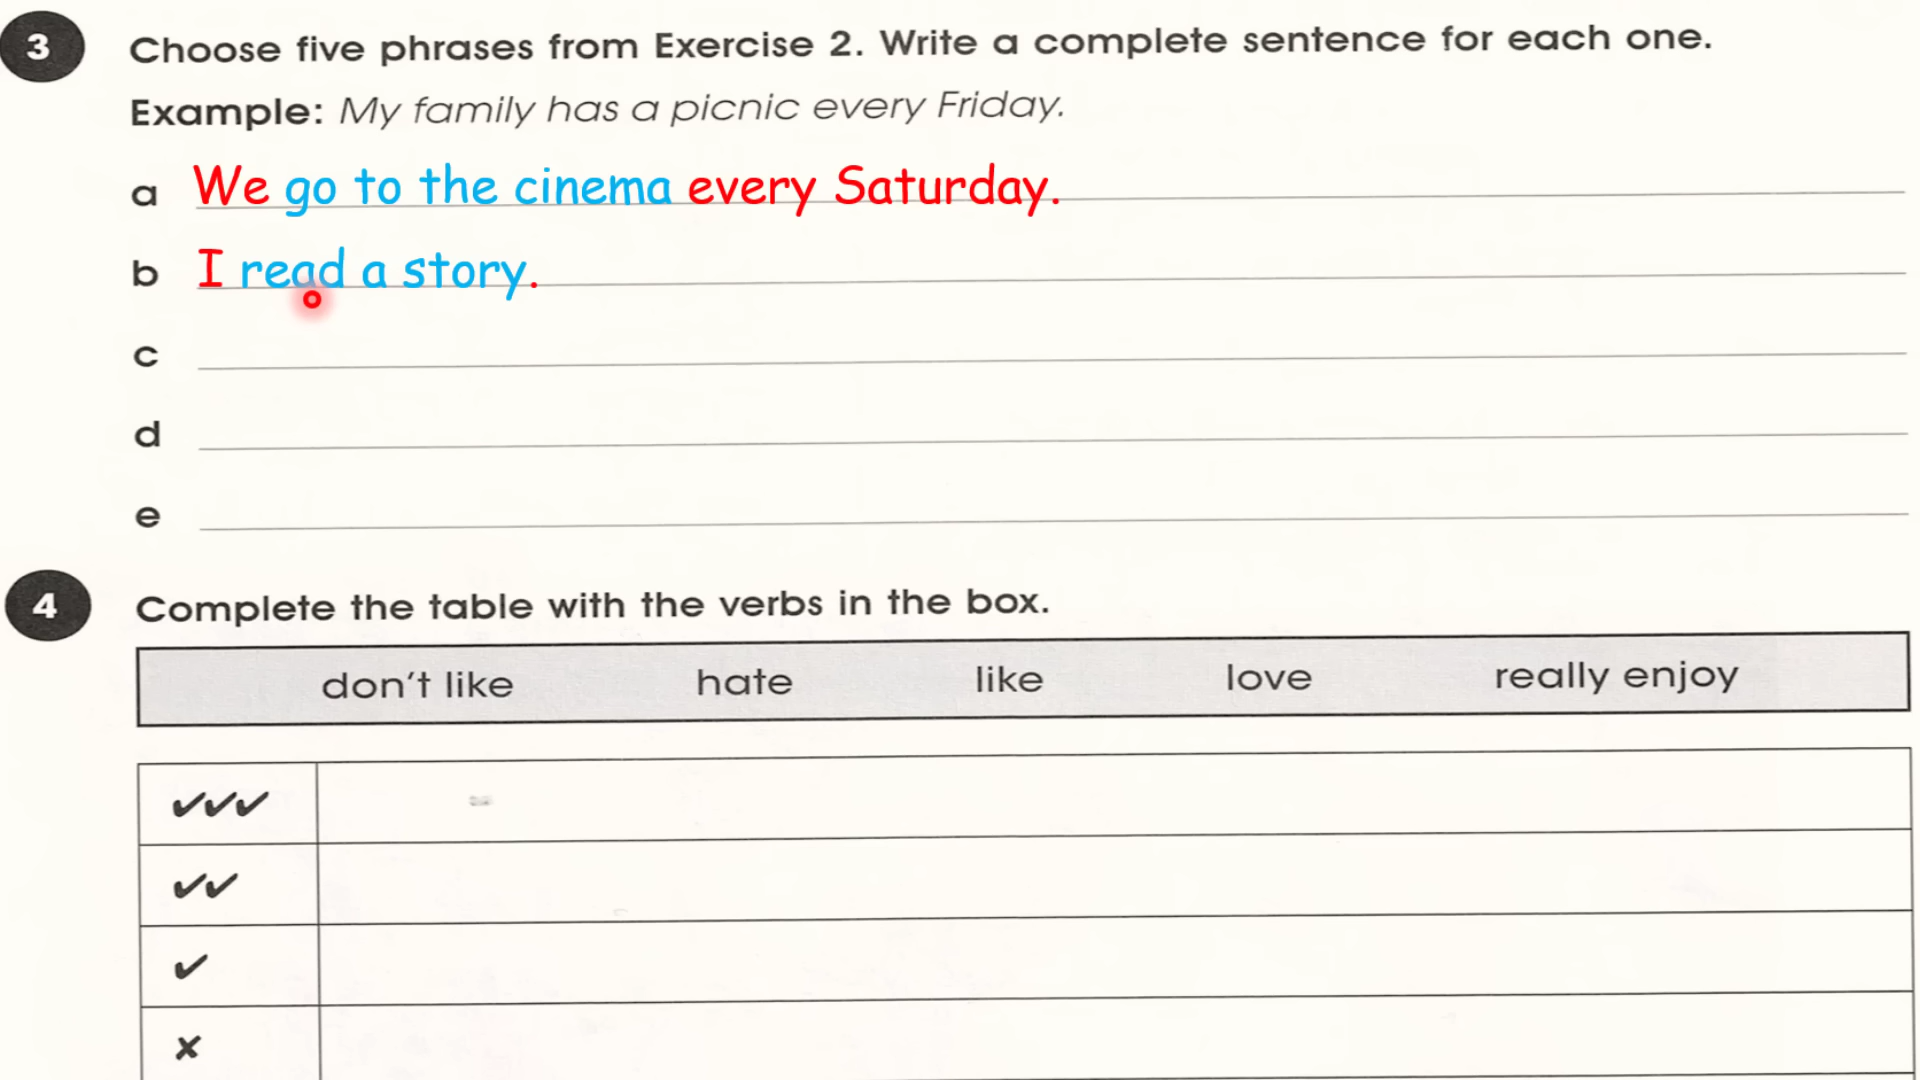 3 Choose five phrases from Exercise 2. Write a complete sentence for each one.
Example: My family has a picnic every Friday.
a We go to the cinema every Saturday.
b I read a story.
c
d
e
4 Complete the table with the verbs in the box.
don't like hate like love really enjoy
✔✔✔
✔✔
✔
✘